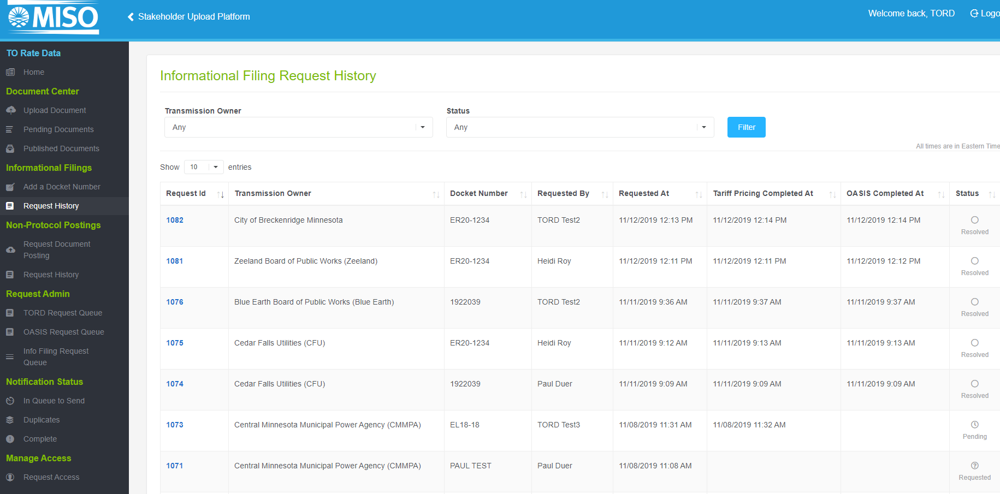 MISO
Stakeholder Upload Platform
Welcome back, TORD
Logo
TO Rate Data
Home
Document Center
Upload Document
Pending Documents
Published Documents
Informational Filings
Add a Docket Number
Request History
Non-Protocol Postings
Request Document
Posting
Request History
Request Admin
TORD Request Queue
OASIS Request Queue
Info Filing Request
Queue
Notification Status
In Queue to Send
Duplicates
Complete
Manage Access
Request Access
Informational Filing Request History
Transmission Owner Status
Any Any Filter
All times are in Eastern Time
Show 10 entries
Request Id Transmission Owner Docket Number Requested By Requested At Tariff Pricing Completed At OASIS Completed At Status
1082 City of Breckenridge Minnesota ER20-1234 TORD Test2 11/12/2019 12:13 PM 11/12/2019 12:14 PM 11/12/2019 12:14 PM Resolved
1081 Zeeland Board of Public Works (Zeeland) ER20-1234 Heidi Roy 11/12/2019 12:11 PM 11/12/2019 12:11 PM 11/12/2019 12:12 PM Resolved
1076 Blue Earth Board of Public Works (Blue Earth) 1922039 TORD Test2 11/11/2019 9:36 AM 11/11/2019 9:37 AM 11/11/2019 9:37 AM Resolved
1075 Cedar Falls Utilities (CFU) ER20-1234 Heidi Roy 11/11/2019 9:12 AM 11/11/2019 9:13 AM 11/11/2019 9:13 AM Resolved
1074 Cedar Falls Utilities (CFU) 1922039 Paul Duer 11/11/2019 9:09 AM 11/11/2019 9:09 AM 11/11/2019 9:09 AM Resolved
1073 Central Minnesota Municipal Power Agency (CMMPA) EL18-18 TORD Test3 11/08/2019 11:31 AM 11/08/2019 11:32 AM Pending
1071 Central Minnesota Municipal Power Agency (CMMPA) PAUL TEST Paul Duer 11/08/2019 11:08 AM Requested